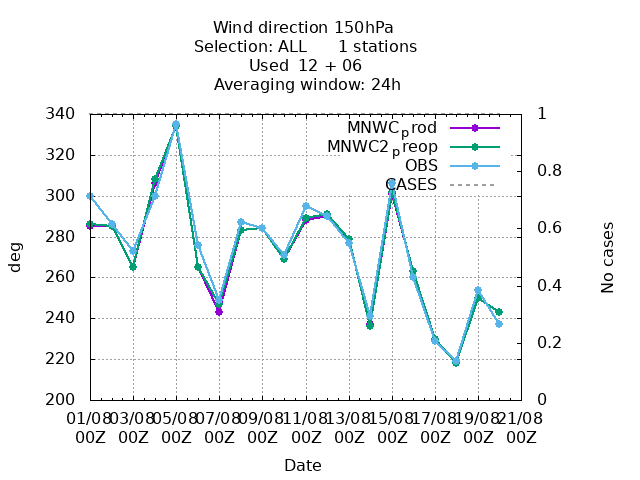 Wind direction 150hPa
Selection: ALL 1 stations
Used 12 + 06
Averaging window: 24h
340
320
300
280
260
240
220
200
deg
1
0.8
0.6
0.4
0.2
0
No cases
MNWC_prod
MNWC2_preop
OBS
CASES
01/08 03/08 05/08 07/08 09/08 11/08 13/08 15/08 17/08 19/08 21/08
00Z 00Z 00Z 00Z 00Z 00Z 00Z 00Z 00Z 00Z 00Z
Date